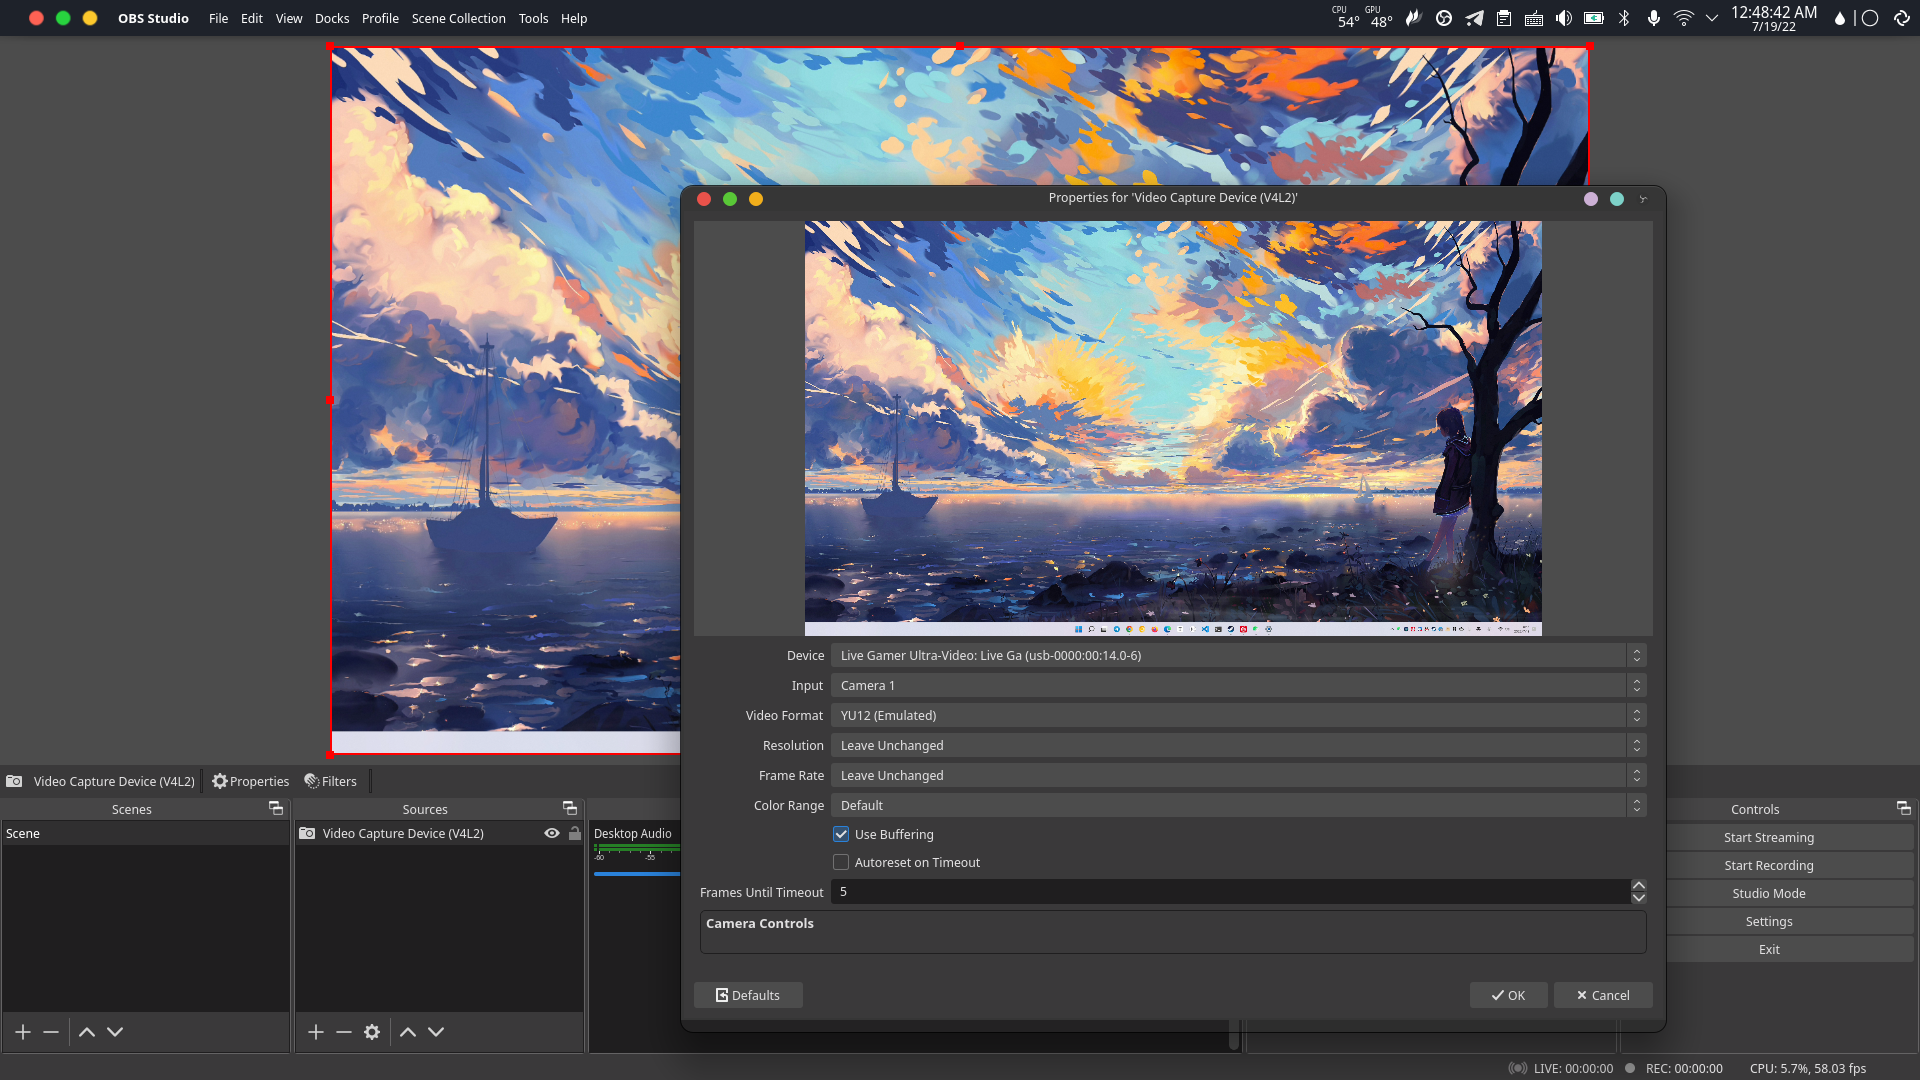 OBS Studio File Edit View Docks Profile Scene Collection Tools Help
CPU 54° GPU 48° 12:48:42 AM
7/19/22
Properties for 'Video Capture Device (V4L2)'
Device Live Gamer Ultra-Video: Live Ga (usb-0000:00:14.0-6)
Input Camera 1
Video Format YU12 (Emulated)
Resolution Leave Unchanged
Frame Rate Leave Unchanged
Color Range Default
Use Buffering
Autoreset on Timeout
Frames Until Timeout 5
Camera Controls
Defaults OK Cancel
Video Capture Device (V4L2) Properties Filters
Scenes
Scene
Sources
Video Capture Device (V4L2)
Desktop Audio
-60 -55
Controls
Start Streaming
Start Recording
Studio Mode
Settings
Exit
LIVE: 00:00:00 REC: 00:00:00 CPU: 5.7%, 58.03 fps